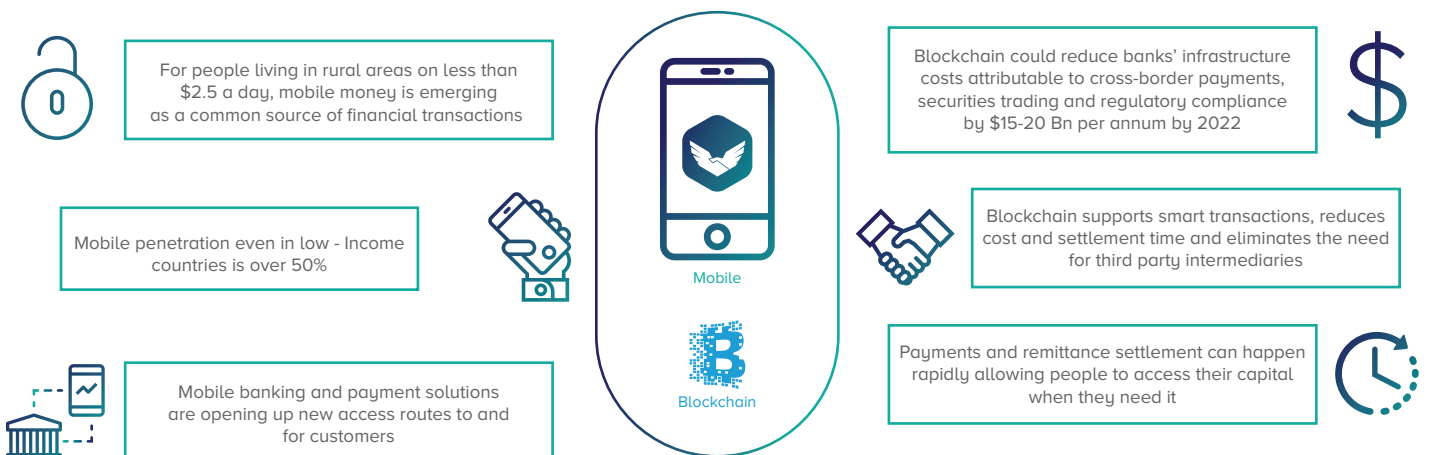 For people living in rural areas on less than
$2.5 a day, mobile money is emerging
as a common source of financial transactions
Mobile penetration even in low - Income
countries is over 50%
Mobile banking and payment solutions
are opening up new access routes to and
for customers
Mobile
Blockchain
Blockchain could reduce banks’ infrastructure
costs attributable to cross-border payments,
securities trading and regulatory compliance
by $15-20 Bn per annum by 2022
Blockchain supports smart transactions, reduces
cost and settlement time and eliminates the need
for third party intermediaries
Payments and remittance settlement can happen
rapidly allowing people to access their capital
when they need it